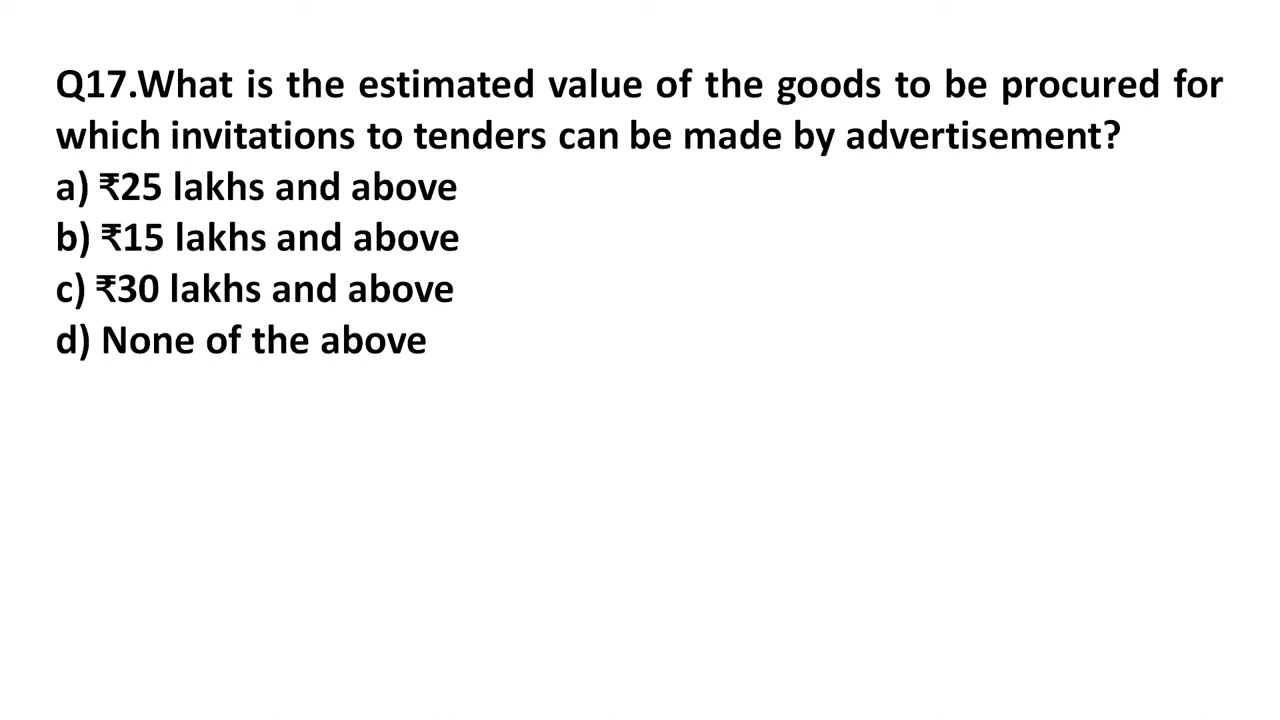 Q17.What is the estimated value of the goods to be procured for
which invitations to tenders can be made by advertisement?
a) ₹25 lakhs and above
b) ₹15 lakhs and above
c) ₹30 lakhs and above
d) None of the above